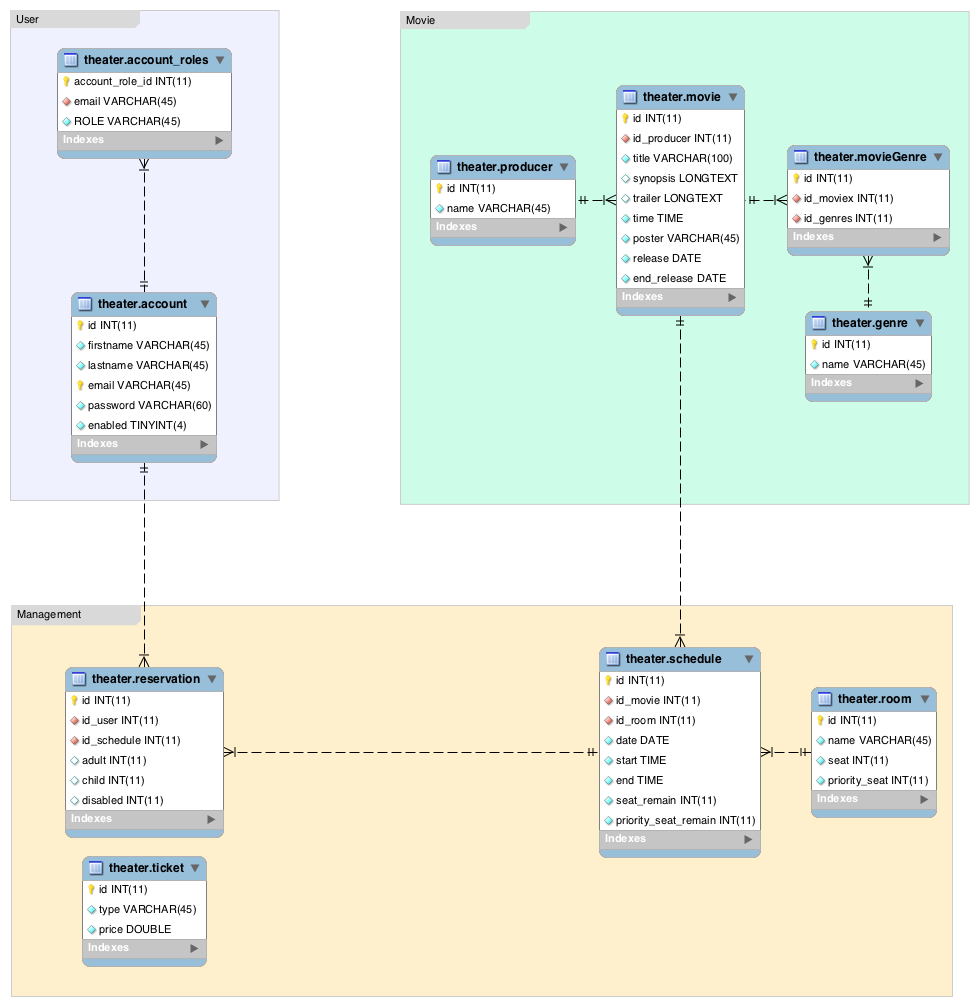 User
theater.account_roles
account_role_id INT(11)
email VARCHAR(45)
ROLE VARCHAR(45)
Indexes
theater.account
id INT(11)
firstname VARCHAR(45)
lastname VARCHAR(45)
email VARCHAR(45)
password VARCHAR(60)
enabled TINYINT(4)
Indexes
Movie
theater.producer
id INT(11)
name VARCHAR(45)
Indexes
theater.movie
id INT(11)
id_producer INT(11)
title VARCHAR(100)
synopsis LONGTEXT
trailer LONGTEXT
time TIME
poster VARCHAR(45)
release DATE
end_release DATE
Indexes
theater.movieGenre
id INT(11)
id_moviex INT(11)
id_genres INT(11)
Indexes
theater.genre
id INT(11)
name VARCHAR(45)
Indexes
Management
theater.reservation
id INT(11)
id_user INT(11)
id_schedule INT(11)
adult INT(11)
child INT(11)
disabled INT(11)
Indexes
theater.ticket
id INT(11)
type VARCHAR(45)
price DOUBLE
Indexes
theater.schedule
id INT(11)
id_movie INT(11)
id_room INT(11)
date DATE
start TIME
end TIME
seat_remain INT(11)
priority_seat_remain INT(11)
Indexes
theater.room
id INT(11)
name VARCHAR(45)
seat INT(11)
priority_seat INT(11)
Indexes